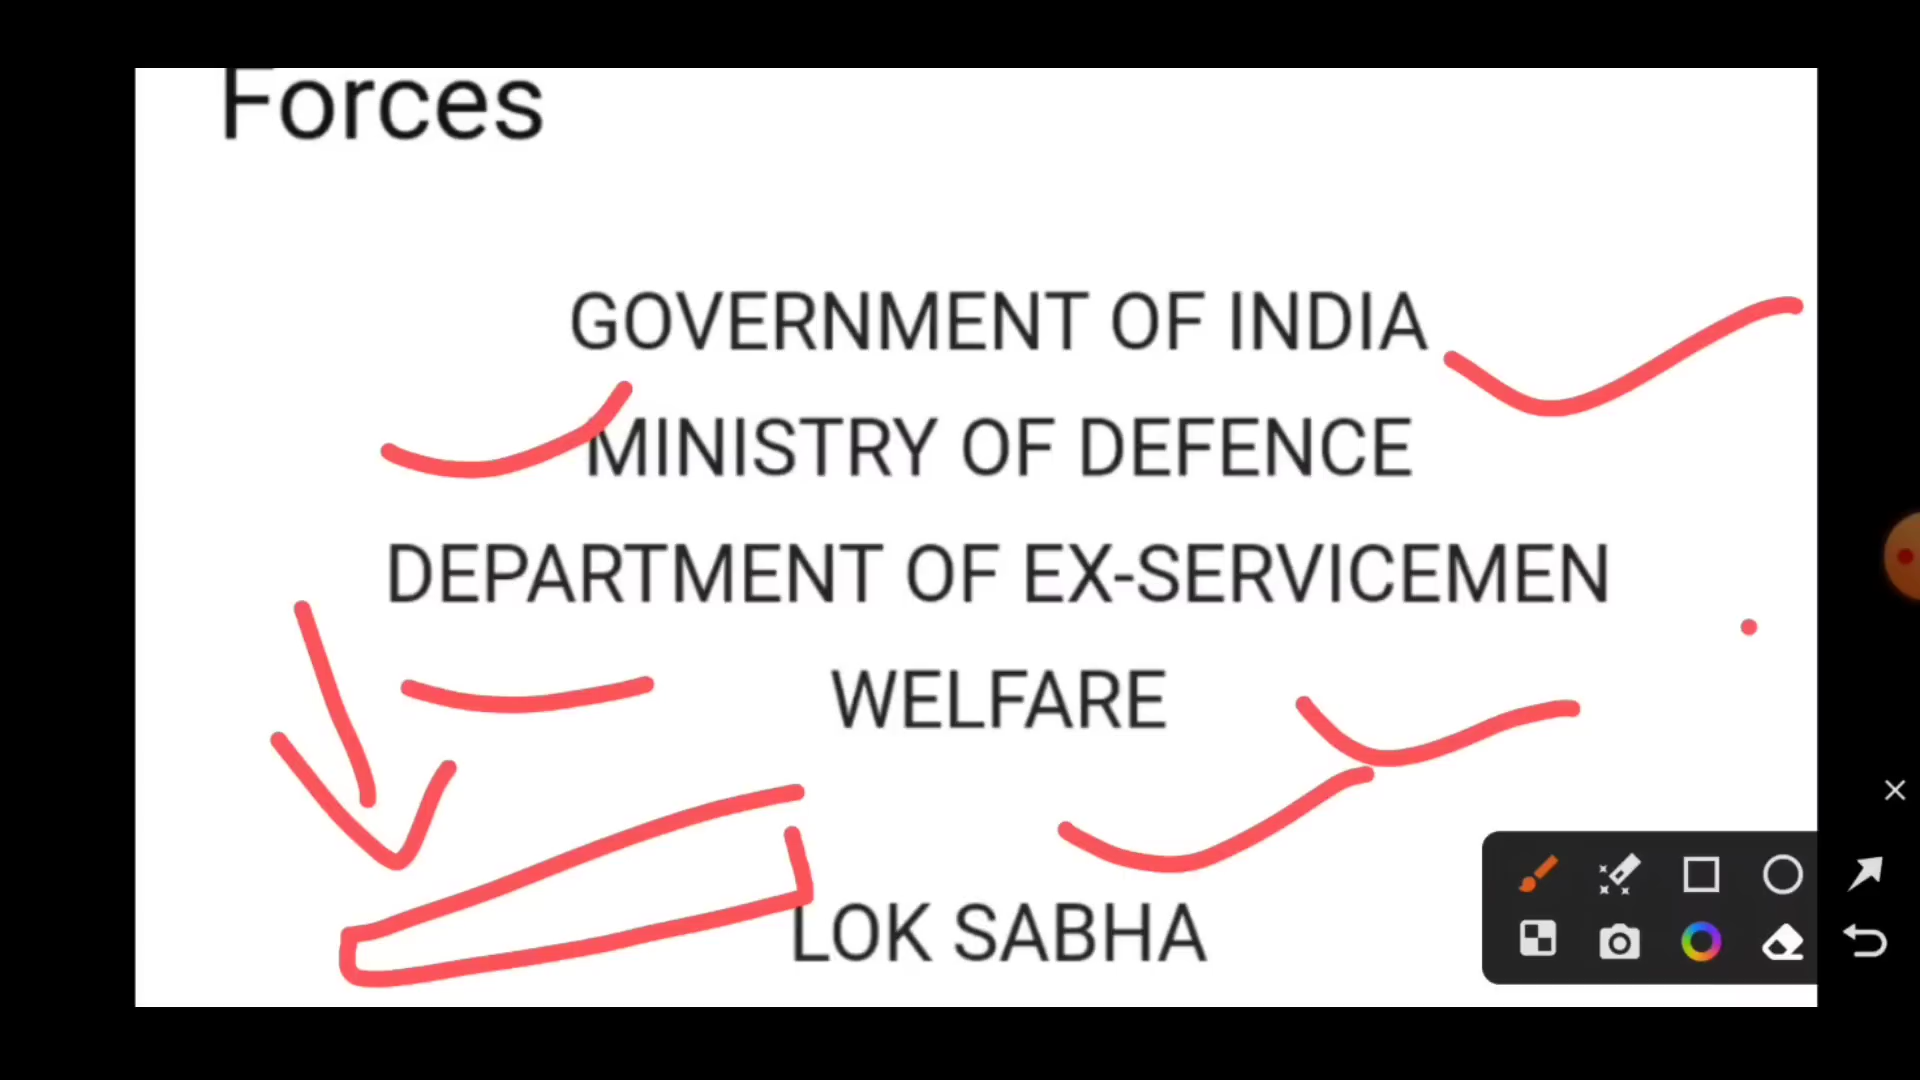 Forces
GOVERNMENT OF INDIA
MINISTRY OF DEFENCE
DEPARTMENT OF EX-SERVICEMEN
WELFARE
LOK SABHA